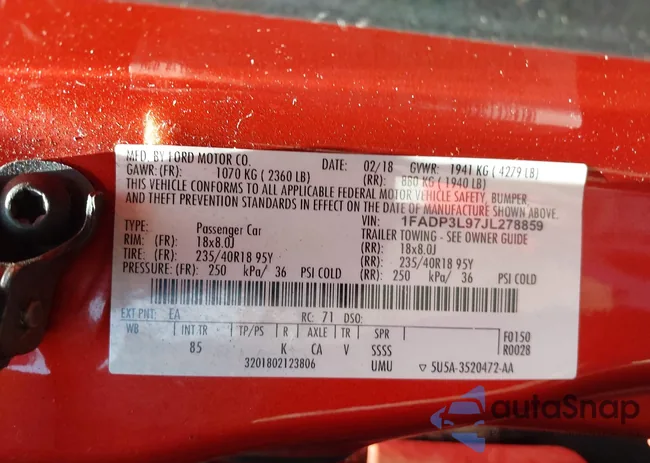 MFD. BY FORD MOTOR CO. DATE: 02/18 GVWR: 1941 KG ( 4279 LB)
GAWR: (FR): 1070 KG ( 2360 LB) (RR): 880 KG ( 1940 LB)
THIS VEHICLE CONFORMS TO ALL APPLICABLE FEDERAL MOTOR VEHICLE SAFETY, BUMPER,
AND THEFT PREVENTION STANDARDS IN EFFECT ON THE DATE OF MANUFACTURE SHOWN ABOVE.
VIN: 1FADP3L97JL278859
TYPE: Passenger Car TRAILER TOWING - SEE OWNER GUIDE
RIM: (FR): 18x8.0J (RR): 18x8.0J
TIRE: (FR): 235/40R18 95Y (RR): 235/40R18 95Y
PRESSURE: (FR): 250 kPa/ 36 PSI COLD (RR): 250 kPa/ 36 PSI COLD
EXT PNT: EA RC: 71 DSO:
WB INT TR TP/PS R AXLE TR SPR F0150
85 K CA V SSSS R0028
3201802123806 UMU ▽ 5U5A-3520472-AA
autoSnap